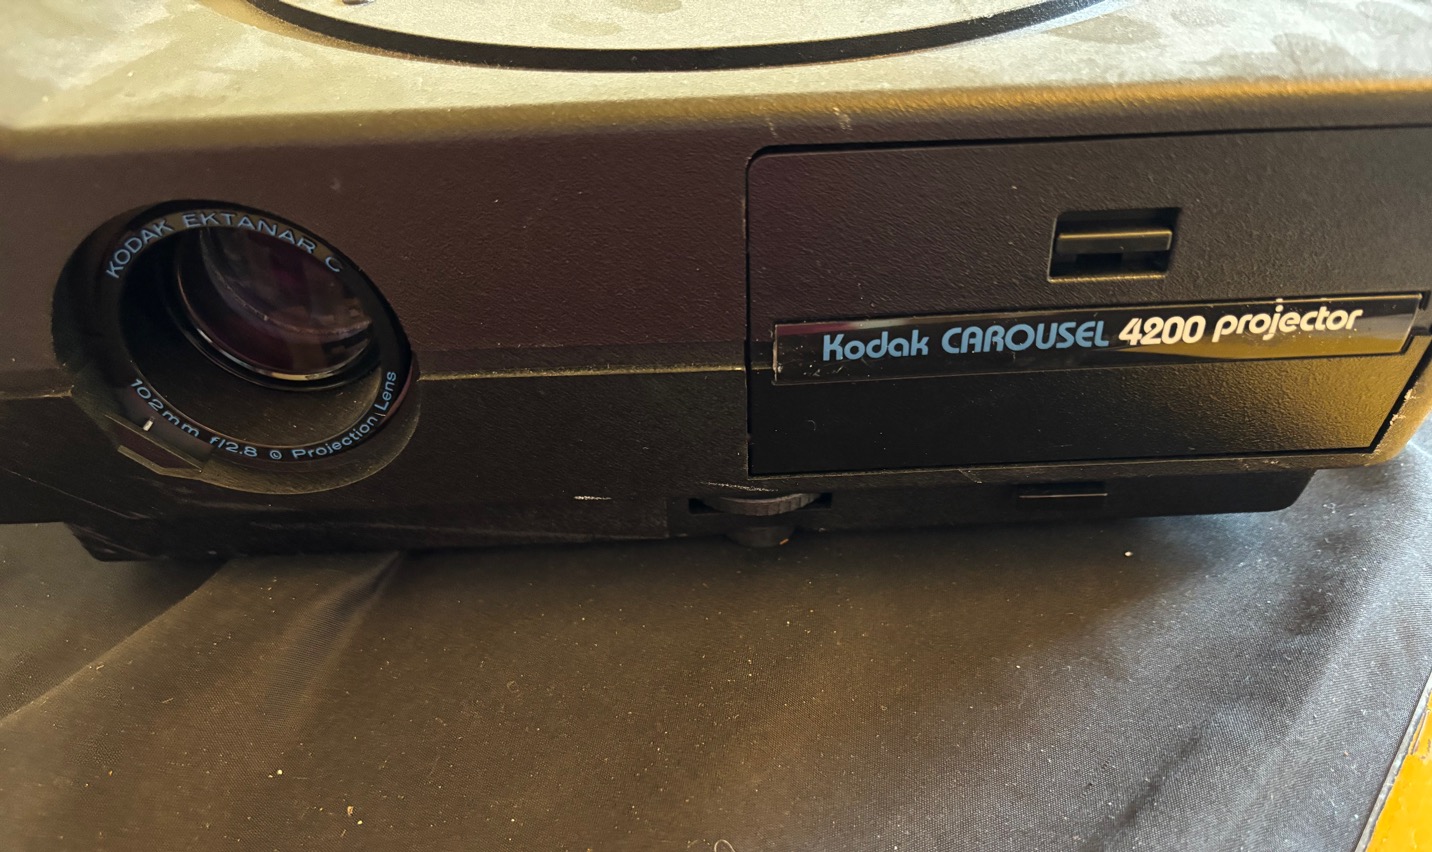 KODAK EKTANAR C
102mm f/2.8 © Projection Lens
Kodak CAROUSEL 4200 projector